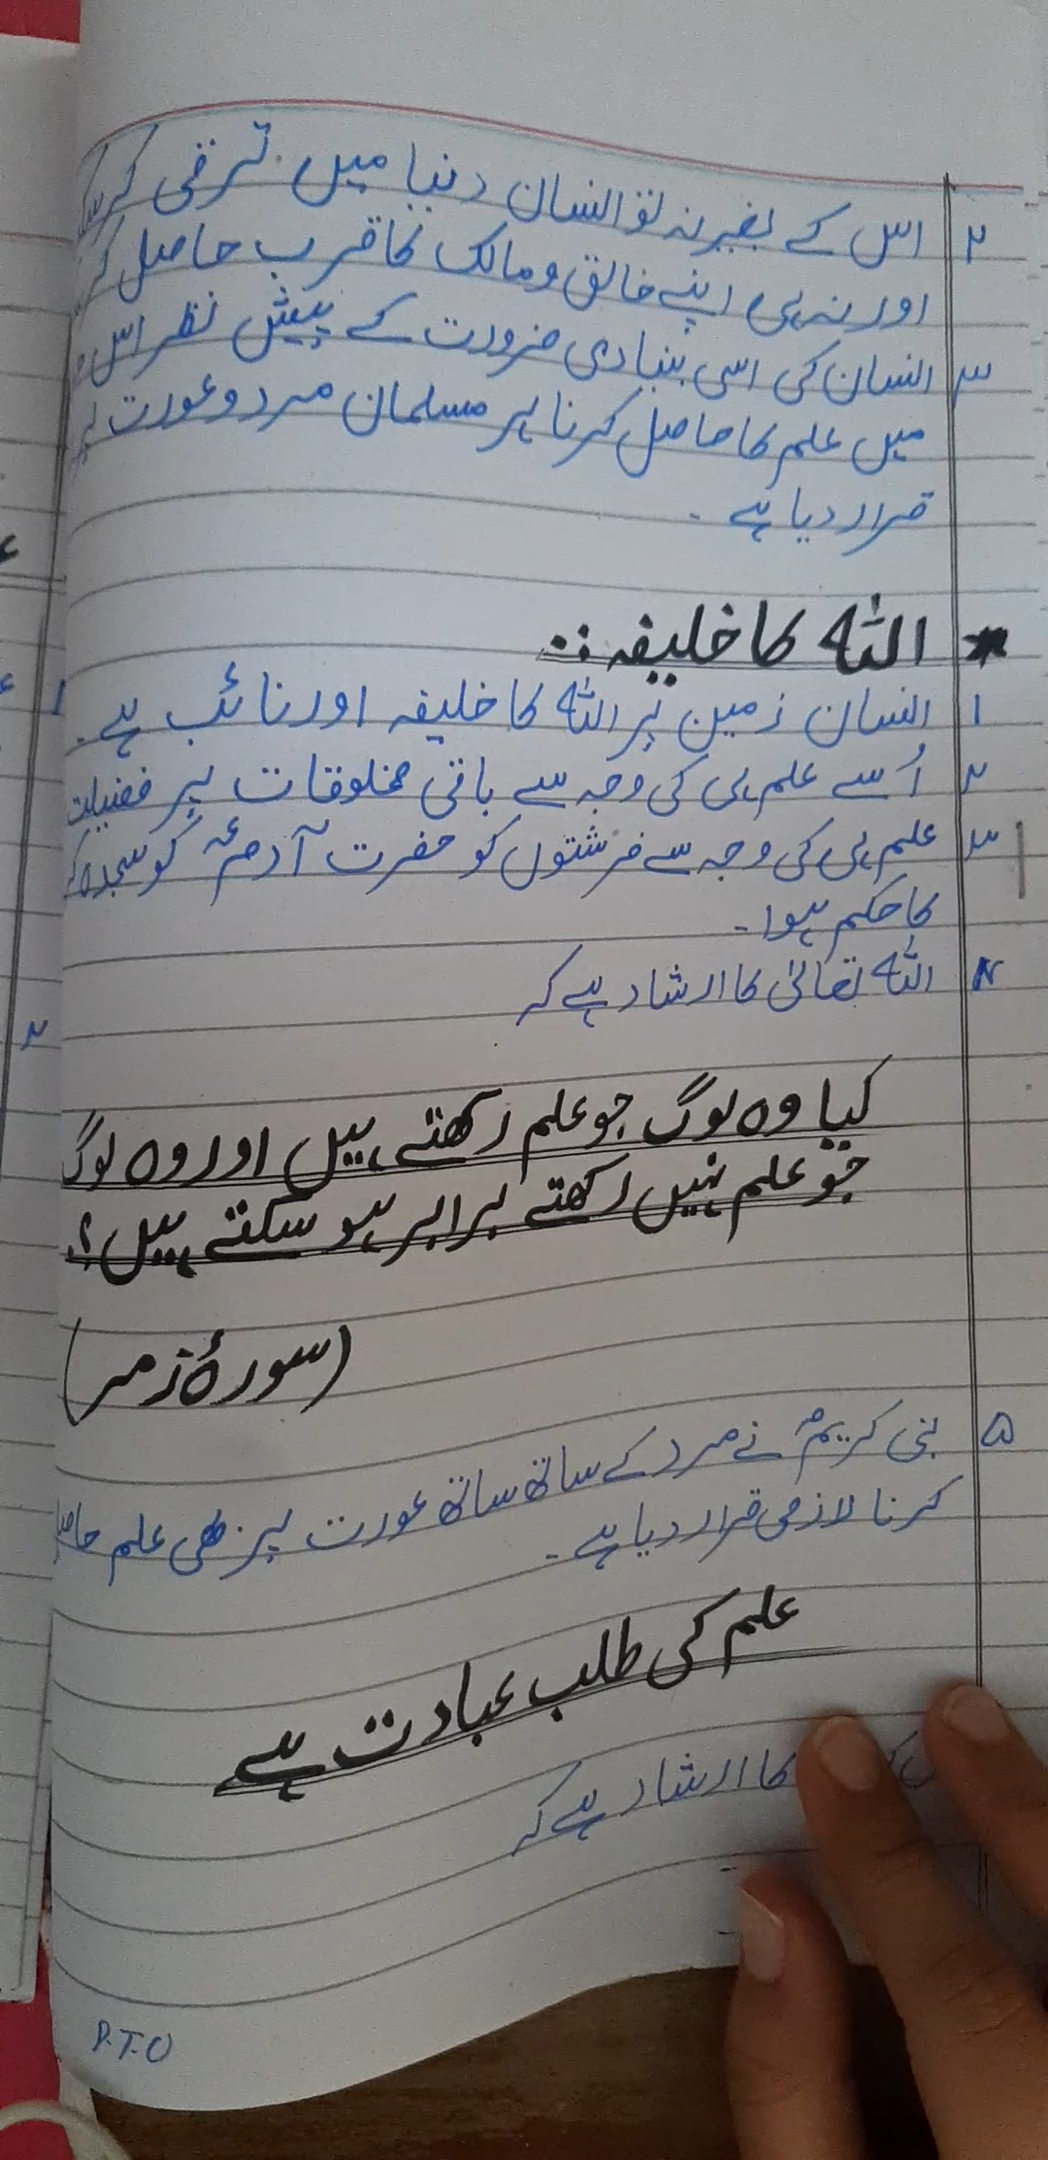 ۲ اس کے بغیر نہ تو انسان دنیا میں ترقی
اور نہ ہی اپنے خالق و مالک کا قرب حاصل
۳ انسان کی اسی بنیادی ضرورت کے پیش نظر اس
میں علم کا حاصل کرنا ہر مسلمان مرد و عورت پر
قرار دیا ہے ۔
* اللہ کا خلیفہ :.
۱ انسان زمین پر اللہ کا خلیفہ اور نائب ہے ۔
۲ اُسے علم ہی کی وجہ سے باقی مخلوقات پر فضیلت
۳ علم ہی کی وجہ سے فرشتوں کو حضرت آدمؑ کو سجدہ
کا حکم ہوا ۔
۴ اللہ تعالیٰ کا ارشاد ہے کہ
کیا وہ لوگ جو علم رکھتے ہیں اور وہ لوگ
جو علم نہیں رکھتے برابر ہو سکتے ہیں؟
(سورۂ زمر)
۵ نبی کریمؐ نے مرد کے ساتھ ساتھ عورت پر بھی علم
کرنا لازمی قرار دیا ہے ۔
علم کی طلب عبادت ہے
کا ارشاد ہے کہ
P.T.O